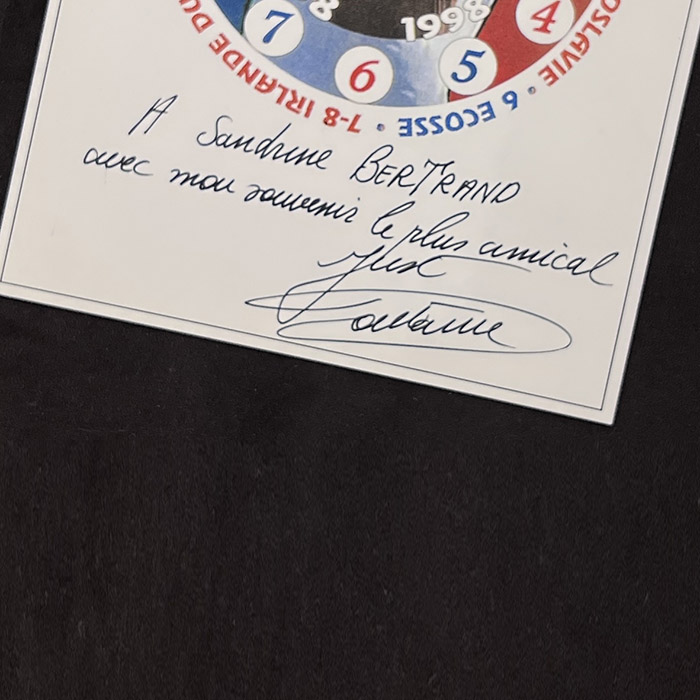 8 1998
7 6 5 4
OSLAVIE • 6 ECOSSE • 7-8 IRLANDE DU
A Sandrine BERTRAND
avec mon souvenir le plus amical
Just
Fontaine